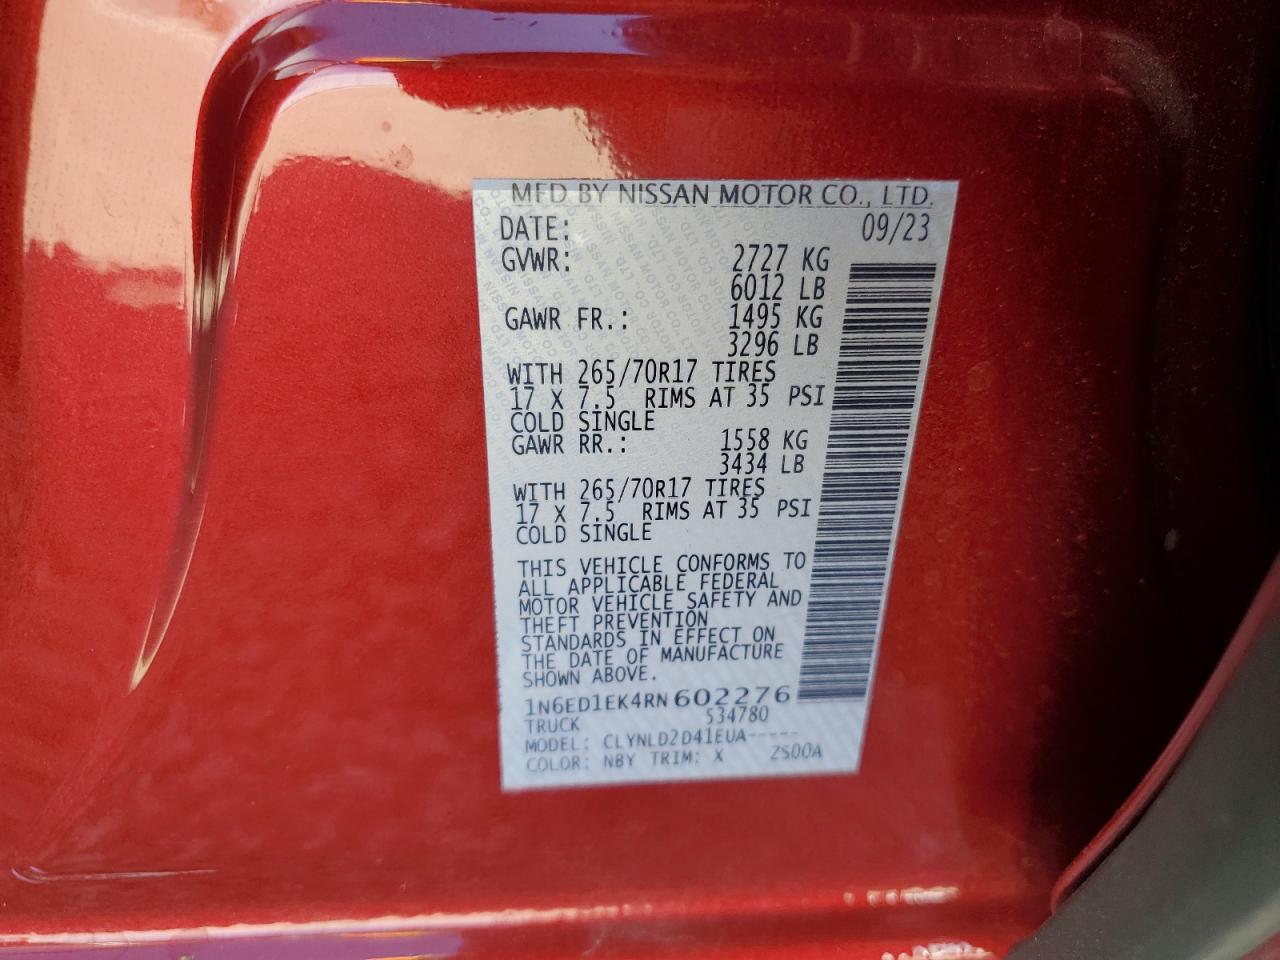 MFD BY NISSAN MOTOR CO., LTD.
DATE: 09/23
GVWR: 2727 KG
6012 LB
GAWR FR.: 1495 KG
3296 LB
WITH 265/70R17 TIRES
17 X 7.5 RIMS AT 35 PSI
COLD SINGLE
GAWR RR.: 1558 KG
3434 LB
WITH 265/70R17 TIRES
17 X 7.5 RIMS AT 35 PSI
COLD SINGLE
THIS VEHICLE CONFORMS TO
ALL APPLICABLE FEDERAL
MOTOR VEHICLE SAFETY AND
THEFT PREVENTION
STANDARDS IN EFFECT ON
THE DATE OF MANUFACTURE
SHOWN ABOVE.
1N6ED1EK4RN602276
TRUCK 534780
MODEL: CLYNLD2D41EUA-----
COLOR: NBY TRIM: X 2S00A